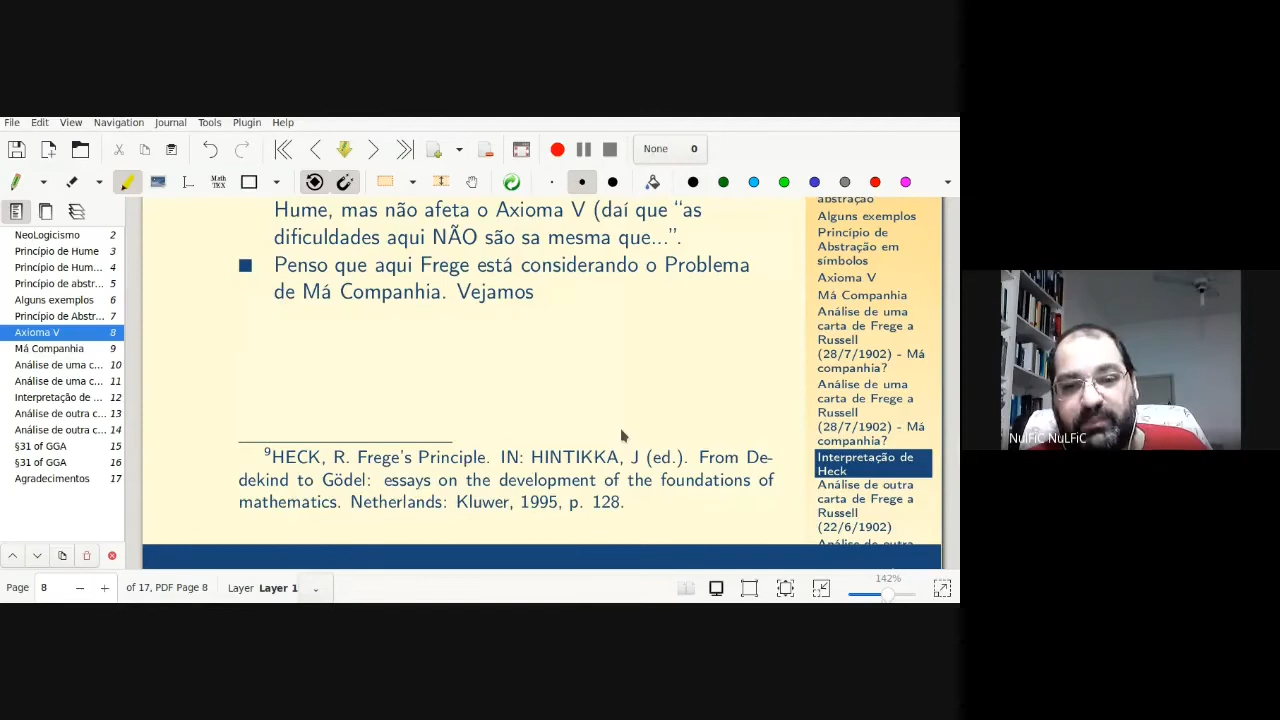 File Edit View Navigation Journal Tools Plugin Help
None 0
Math
TEX
NeoLogicismo 2
Princípio de Hume 3
Princípio de Hum... 4
Princípio de abstr... 5
Alguns exemplos 6
Princípio de Abstr... 7
Axioma V 8
Má Companhia 9
Análise de uma c... 10
Análise de uma c... 11
Interpretação de ... 12
Análise de outra c... 13
Análise de outra c... 14
§31 of GGA 15
§31 of GGA 16
Agradecimentos 17
Hume, mas não afeta o Axioma V (daí que “as
dificuldades aqui NÃO são sa mesma que...”.
Penso que aqui Frege está considerando o Problema
de Má Companhia. Vejamos
9HECK, R. Frege's Principle. IN: HINTIKKA, J (ed.). From De-
dekind to Gödel: essays on the development of the foundations of
mathematics. Netherlands: Kluwer, 1995, p. 128.
abstração
Alguns exemplos
Princípio de
Abstração em
símbolos
Axioma V
Má Companhia
Análise de uma
carta de Frege a
Russell
(28/7/1902) - Má
companhia?
Análise de uma
carta de Frege a
Russell
(28/7/1902) - Má
companhia?
Interpretação de
Heck
Análise de outra
carta de Frege a
Russell
(22/6/1902)
Análise de outra
Page 8 of 17, PDF Page 8 Layer Layer 1
142%
NulFiC NuLFiC